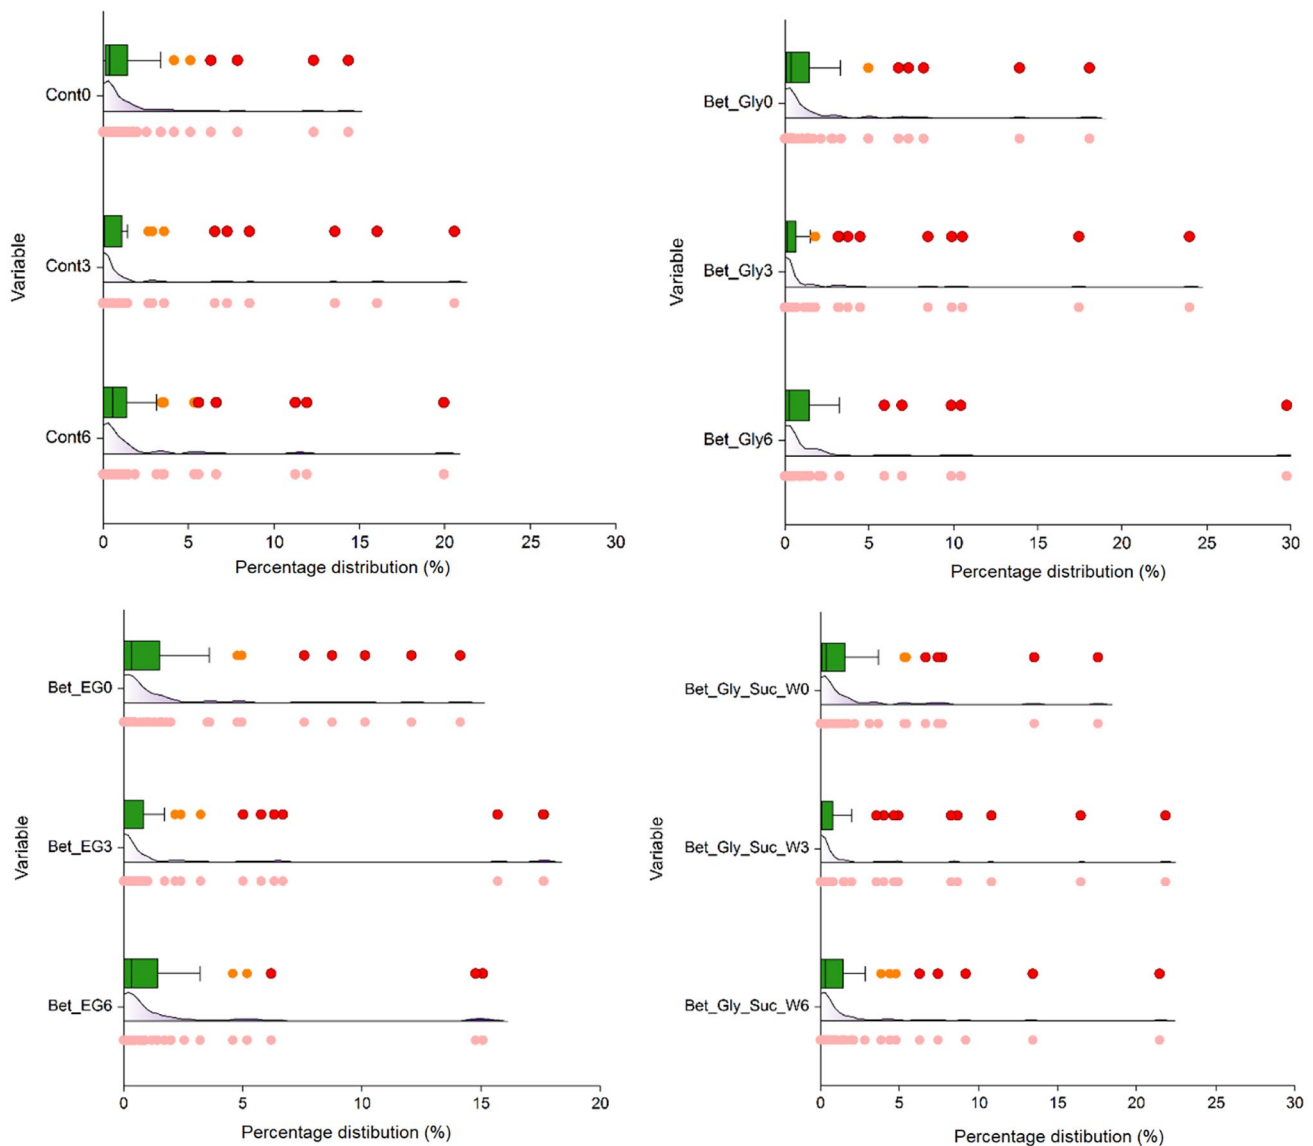 Cont0
Cont3
Cont6
Variable
0 5 10 15 20 25 30
Percentage distribution (%)
Bet_Gly0
Bet_Gly3
Bet_Gly6
Variable
0 5 10 15 20 25 30
Percentage distribution (%)
Bet_EG0
Bet_EG3
Bet_EG6
Variable
0 5 10 15 20
Percentage distibution (%)
Bet_Gly_Suc_W0
Bet_Gly_Suc_W3
Bet_Gly_Suc_W6
Variable
0 5 10 15 20 25 30
Percentage distibution (%)